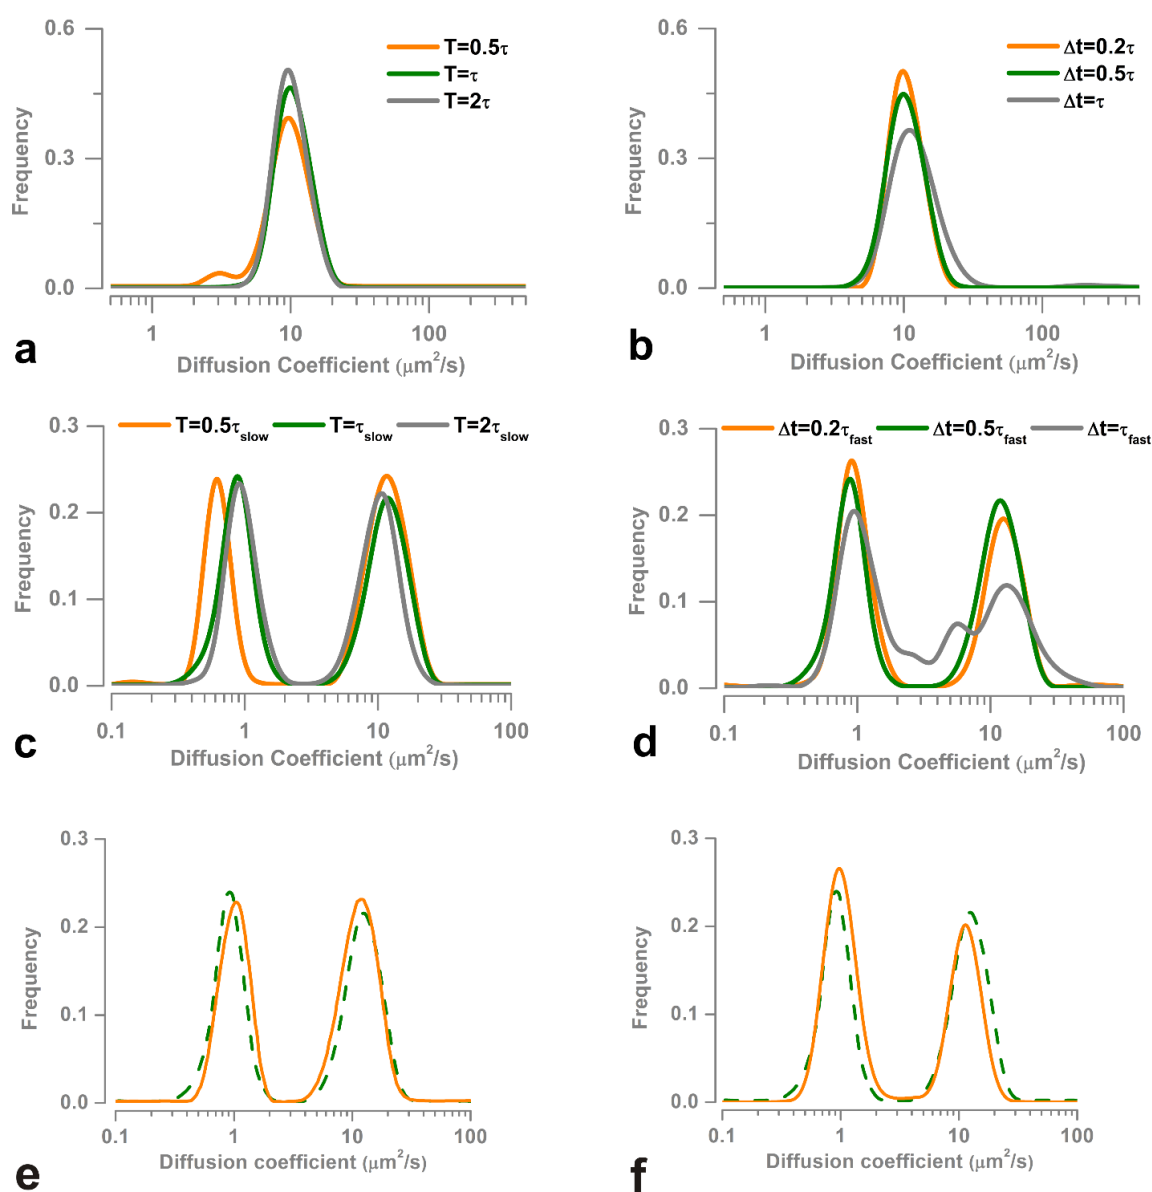 0.6
T=0.5τ
T=τ
T=2τ
Frequency
0.3
0.0
1
10
100
a
Diffusion Coefficient (μm²/s)
0.6
Δt=0.2τ
Δt=0.5τ
Δt=τ
Frequency
0.3
0.0
1
10
100
b
Diffusion Coefficient (μm²/s)
0.3
T=0.5τslow
T=τslow
T=2τslow
Frequency
0.2
0.1
0.0
0.1
1
10
100
c
Diffusion Coefficient (μm²/s)
0.3
Δt=0.2τfast
Δt=0.5τfast
Δt=τfast
Frequency
0.2
0.1
0.0
0.1
1
10
100
d
Diffusion Coefficient (μm²/s)
0.3
0.2
Frequency
0.1
0.0
0.1
1
10
100
e
Diffusion coefficient (μm²/s)
0.3
0.2
Frequency
0.1
0.0
0.1
1
10
100
f
Diffusion coefficient (μm²/s)